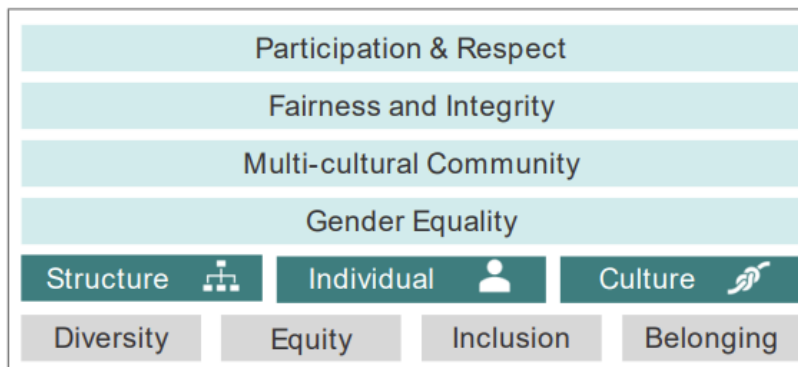 Participation & Respect
Fairness and Integrity
Multi-cultural Community
Gender Equality
Structure Individual Culture
Diversity Equity Inclusion Belonging